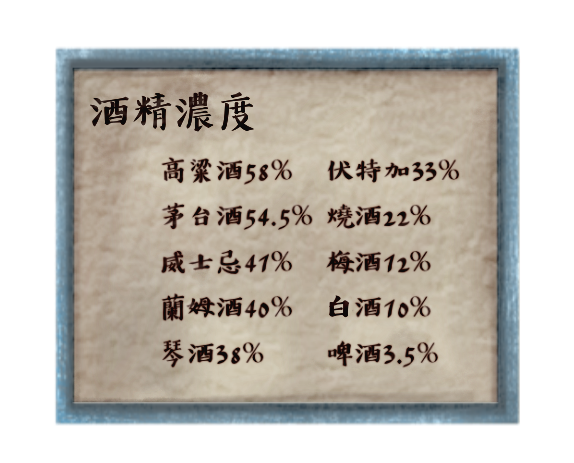 酒精濃度
高粱酒58% 伏特加33%
茅台酒54.5% 燒酒22%
威士忌41% 梅酒12%
蘭姆酒40% 白酒10%
琴酒38% 啤酒3.5%